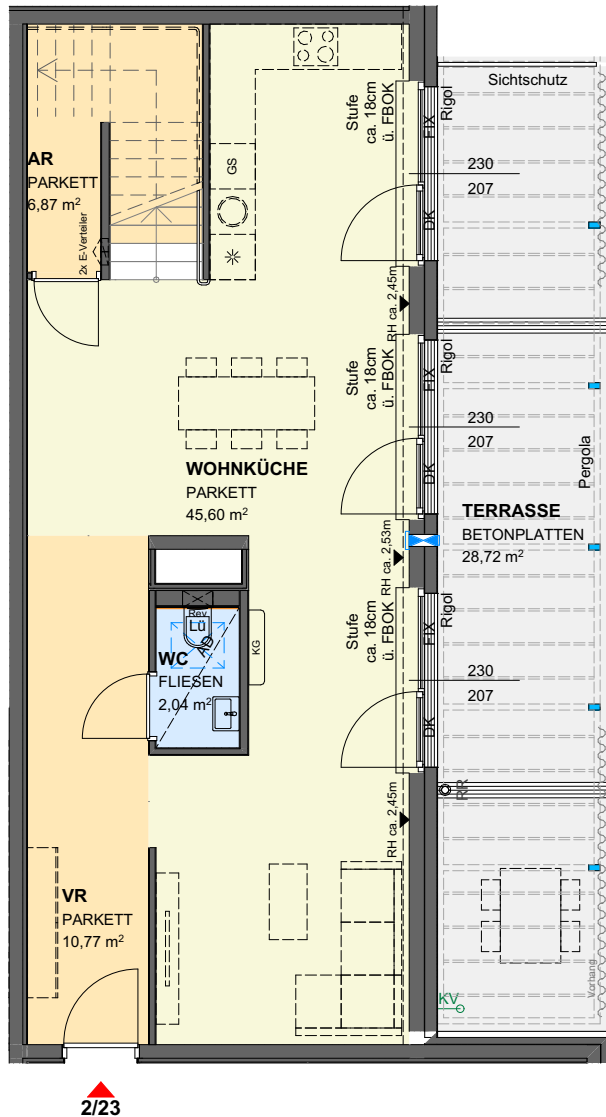 Sichtschutz
Stufe
ca. 18cm
ü. FBOK
FIX
Rigol
AR
PARKETT
6,87 m²
GS
230
207
DK
2x E-Verteiler
RH ca. 2,45m
Stufe
ca. 18cm
ü. FBOK
FIX
Rigol
230
207
DK
Pergola
WOHNKÜCHE
PARKETT
45,60 m²
TERRASSE
BETONPLATTEN
28,72 m²
RH ca. 2,53m
Stufe
ca. 18cm
ü. FBOK
FIX
Rigol
Rev
Lü
AD
KG
WC
FLIESEN
2,04 m²
230
207
DK
RR
RH ca. 2,45m
VR
PARKETT
10,77 m²
Vorhang
KV
2/23